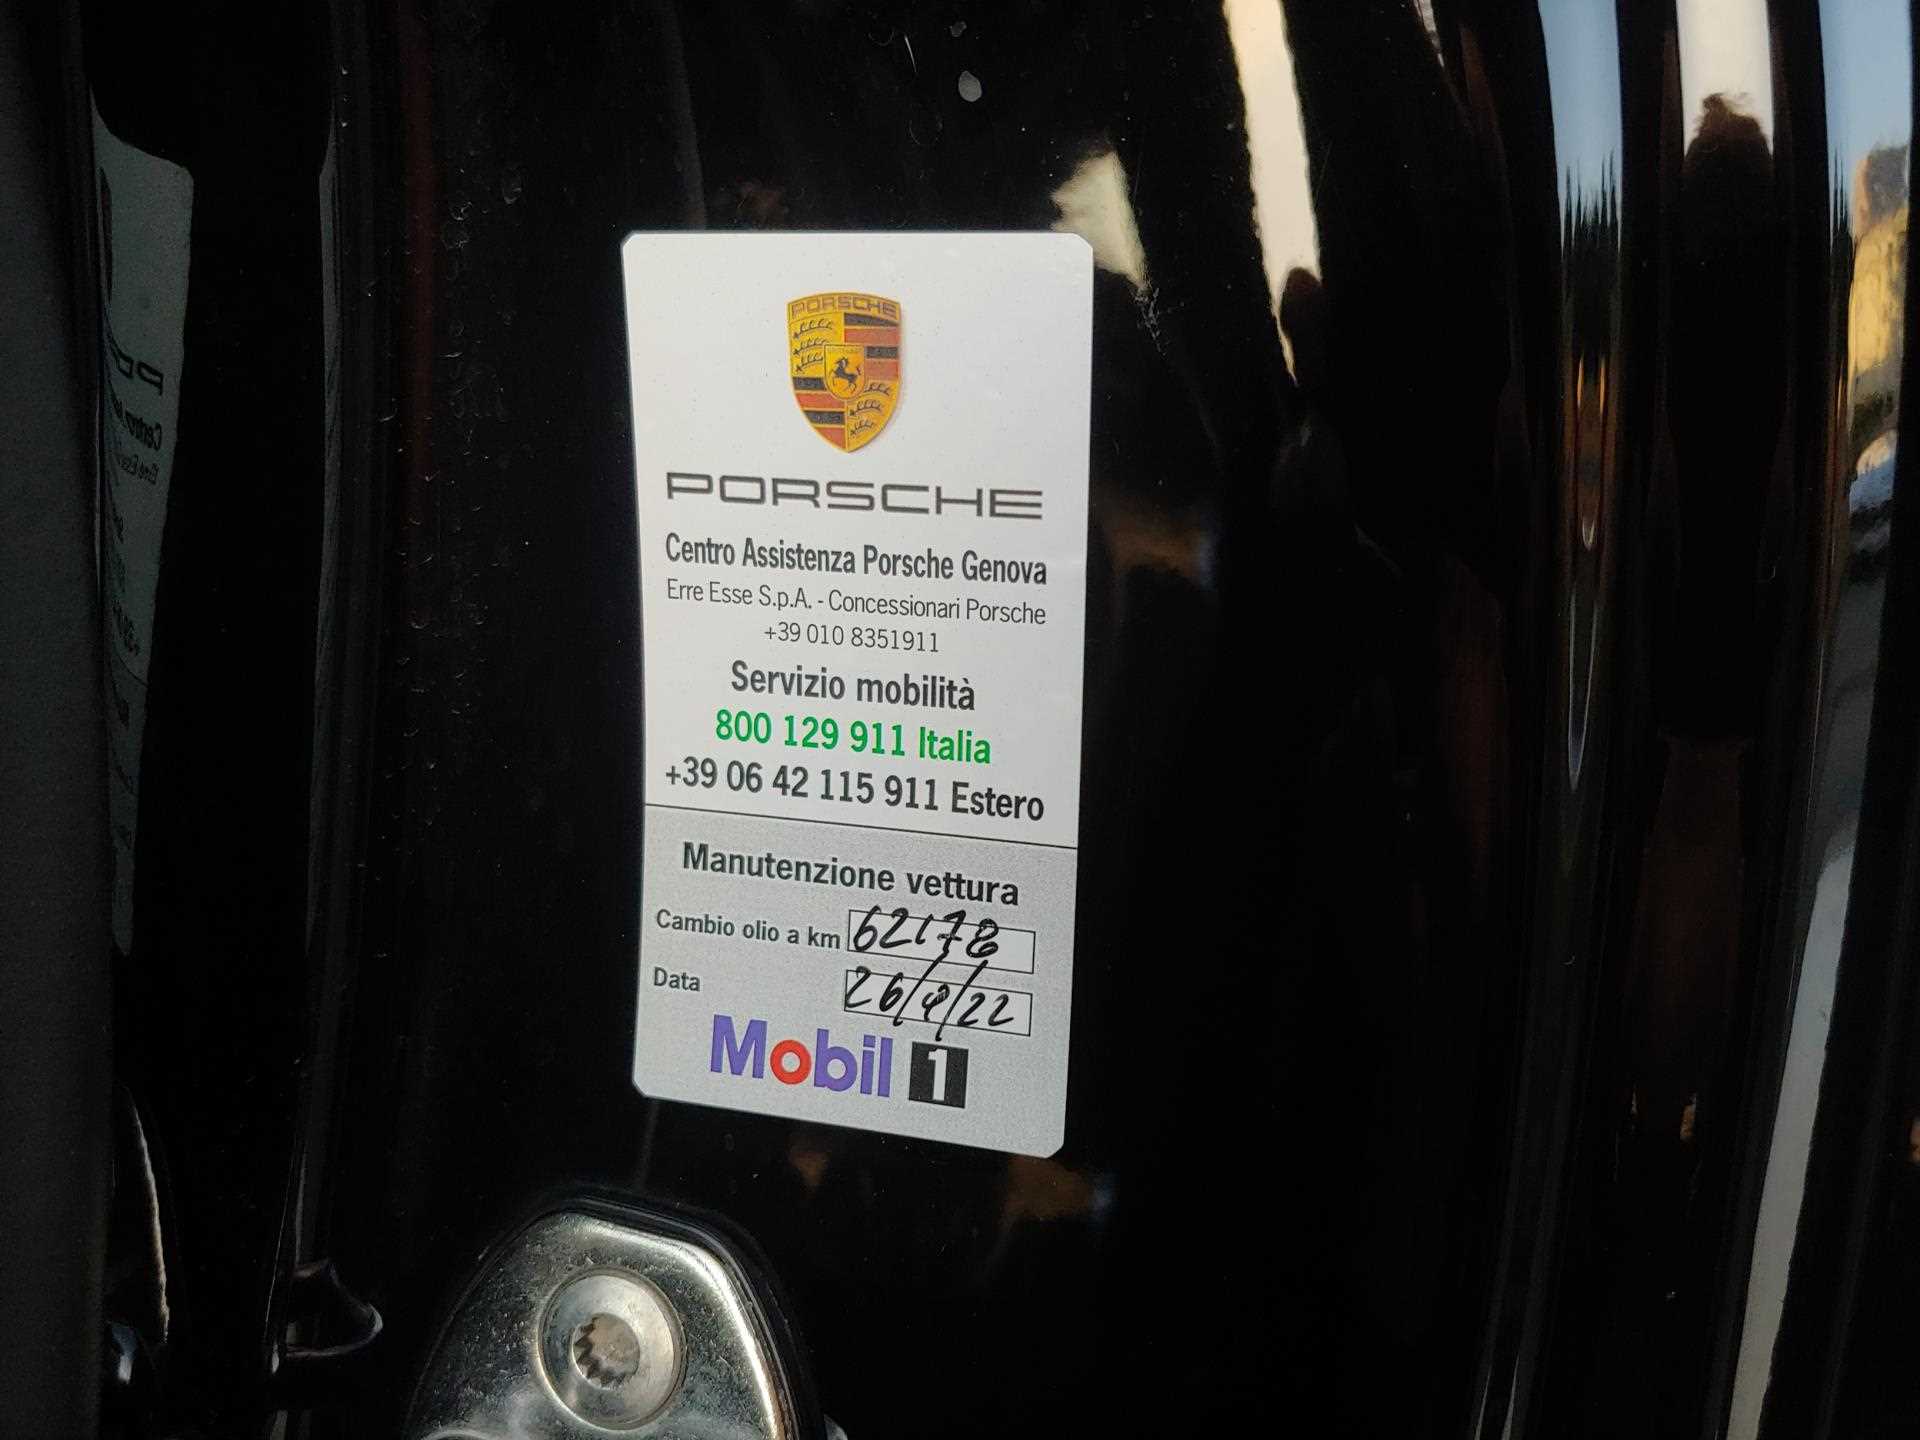 PORSCHE
PORSCHE
Centro Assistenza Porsche Genova
Erre Esse S.p.A. - Concessionari Porsche
+39 010 8351911
Servizio mobilità
800 129 911 Italia
+39 06 42 115 911 Estero
Manutenzione vettura
Cambio olio a km 62178
Data 26/9/22
Mobil 1